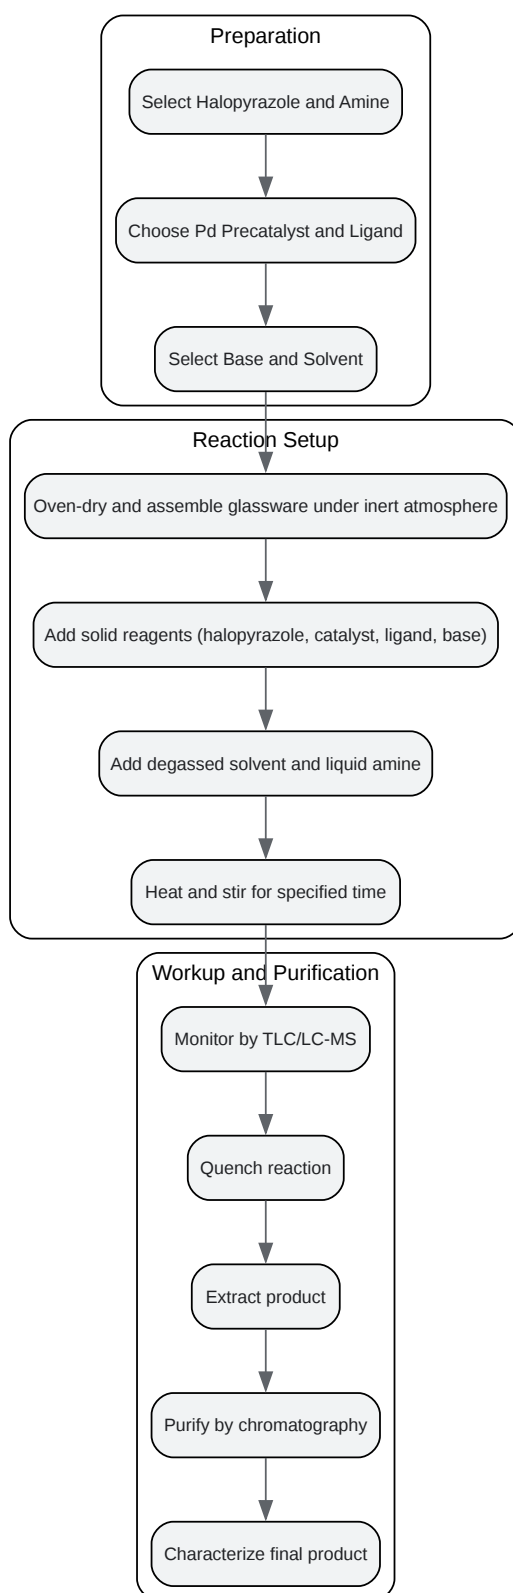 Preparation
Select Halopyrazole and Amine
Choose Pd Precatalyst and Ligand
Select Base and Solvent
Reaction Setup
Oven-dry and assemble glassware under inert atmosphere
Add solid reagents (halopyrazole, catalyst, ligand, base)
Add degassed solvent and liquid amine
Heat and stir for specified time
Workup and Purification
Monitor by TLC/LC-MS
Quench reaction
Extract product
Purify by chromatography
Characterize final product